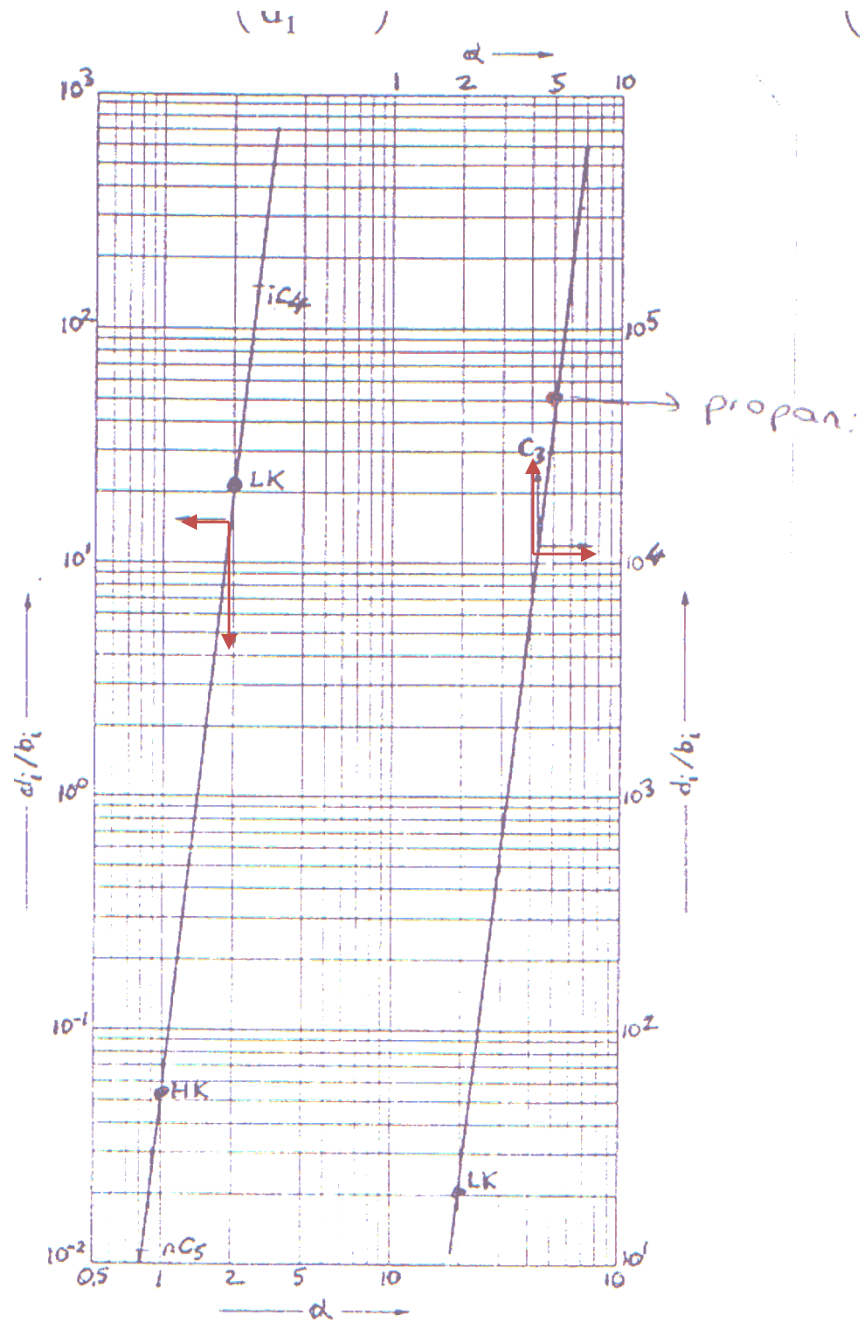 (d₁ )
α →
10³ 1 2 5 10
iC₄
10² 10⁵
propan
C₃
LK
10¹ 10⁴
dᵢ/bᵢ dᵢ/bᵢ
10⁰ 10³
10⁻¹ 10²
HK
LK
nC₅
10⁻² 10¹
0,5 1 2 5 10 10
α →